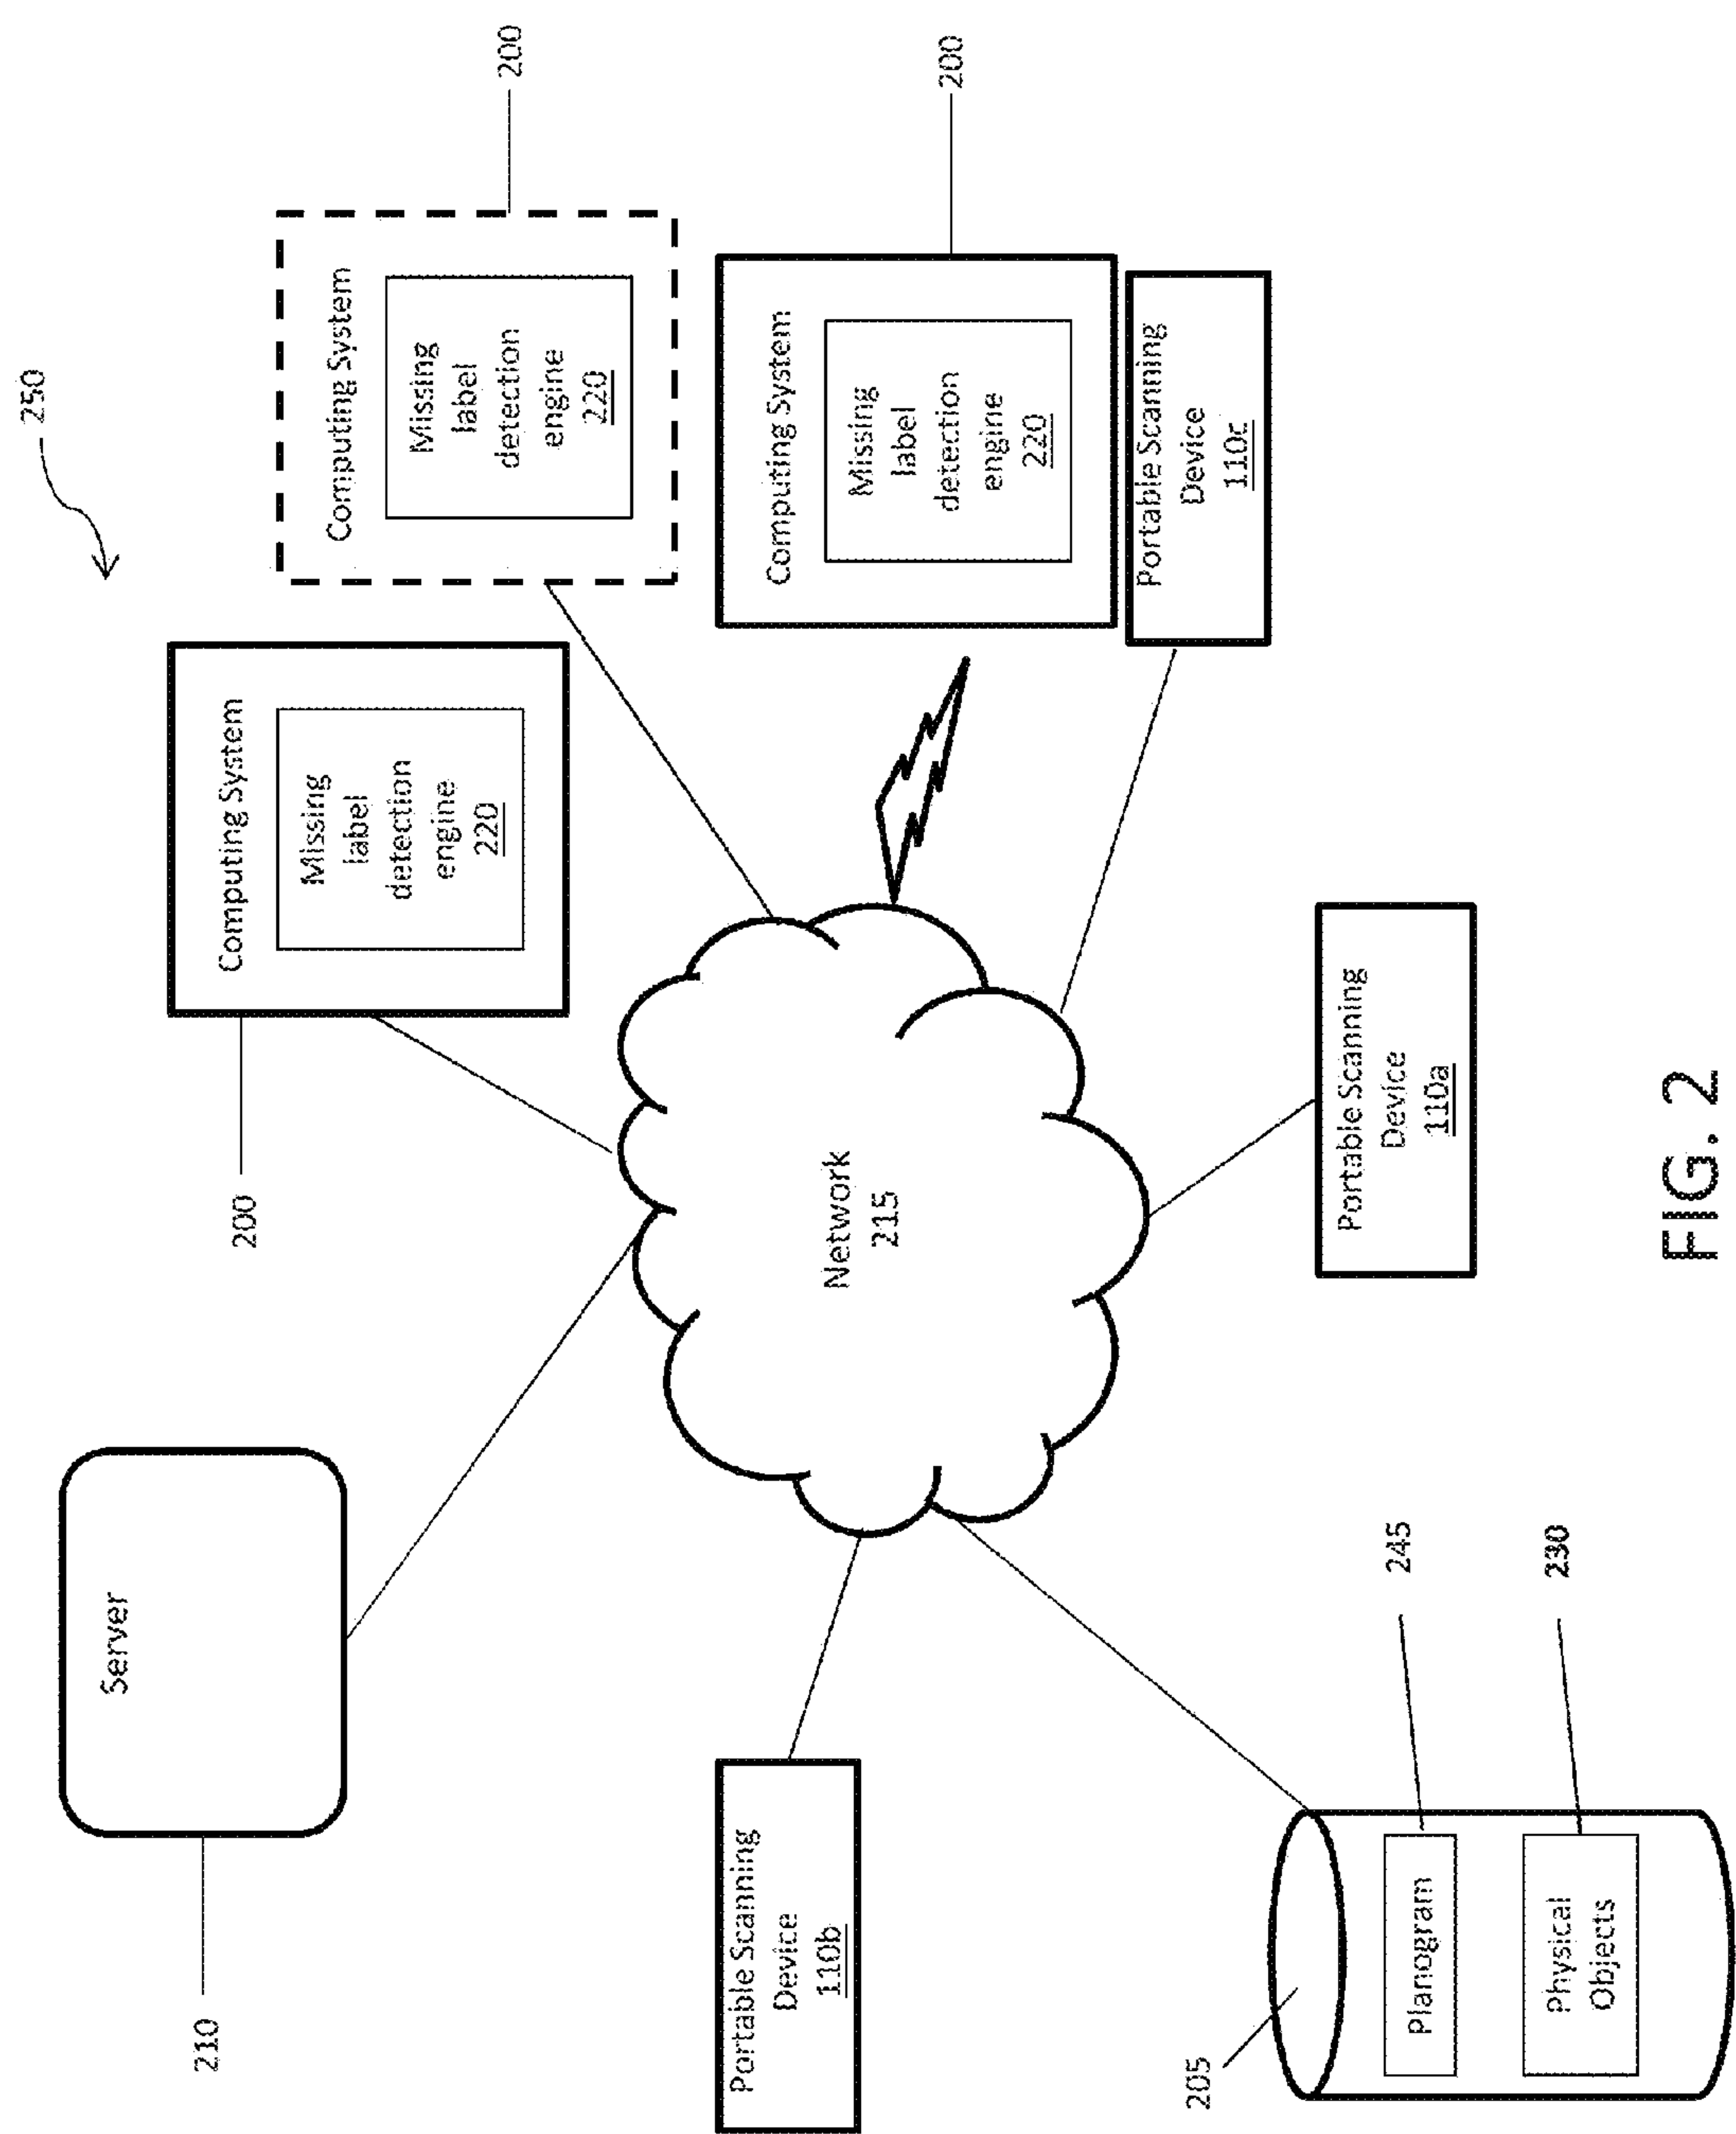 250
Server
210
Computing System
Missing
label
detection
engine
220
200
Computing System
Missing
label
detection
engine
220
200
Computing System
Missing
label
detection
engine
220
200
Portable Scanning
Device
110c
Network
215
Portable Scanning
Device
110b
Portable Scanning
Device
110a
205
Planogram
245
Physical
Objects
230
FIG. 2